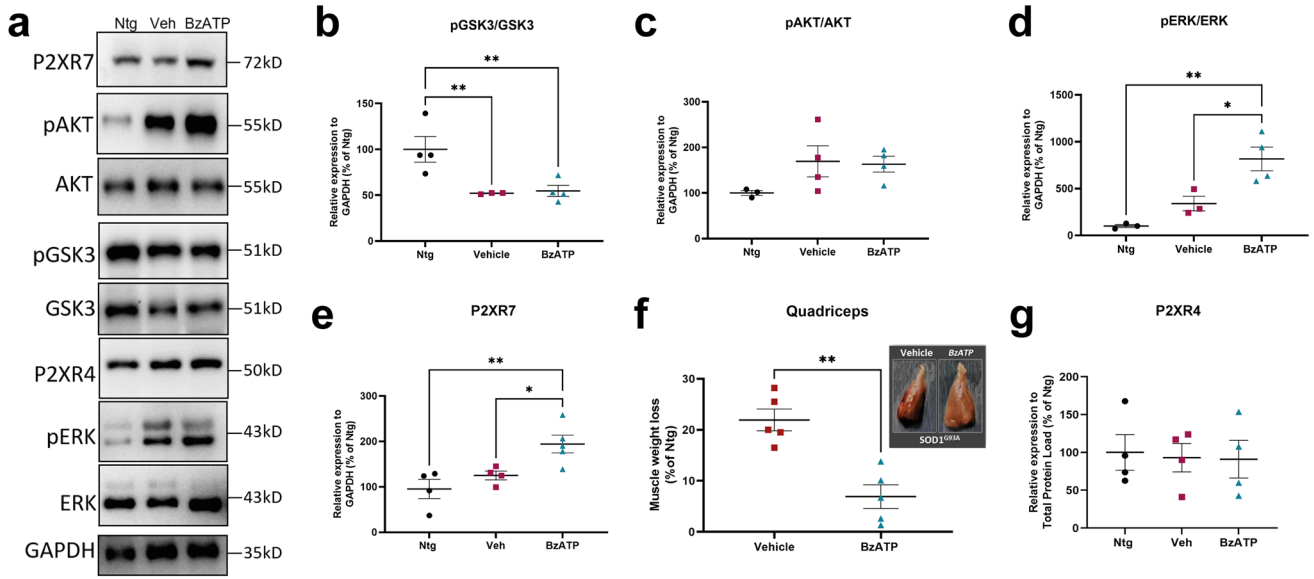 a
Ntg Veh BzATP
P2XR7
72kD
pAKT
55kD
AKT
55kD
pGSK3
51kD
GSK3
51kD
P2XR4
50kD
pERK
43kD
ERK
43kD
GAPDH
35kD
b
pGSK3/GSK3
Relative expression to
GAPDH (% of Ntg)
150
100
50
0
**
**
Ntg Vehicle BzATP
c
pAKT/AKT
Relative expression to
GAPDH (% of Ntg)
300
200
100
0
Ntg Vehicle BzATP
d
pERK/ERK
Relative expression to
GAPDH (% of Ntg)
1500
1000
500
0
**
*
Ntg Vehicle BzATP
e
P2XR7
Relative expression to
GAPDH (% of Ntg)
300
200
100
0
**
*
Ntg Veh BzATP
f
Quadriceps
Muscle weight loss
(%of Ntg)
30
20
10
0
**
Vehicle BzATP
Vehicle BzATP
SOD1G93A
g
P2XR4
Relative expression to
Total Protein Load (% of Ntg)
200
150
100
50
0
Ntg Veh BzATP